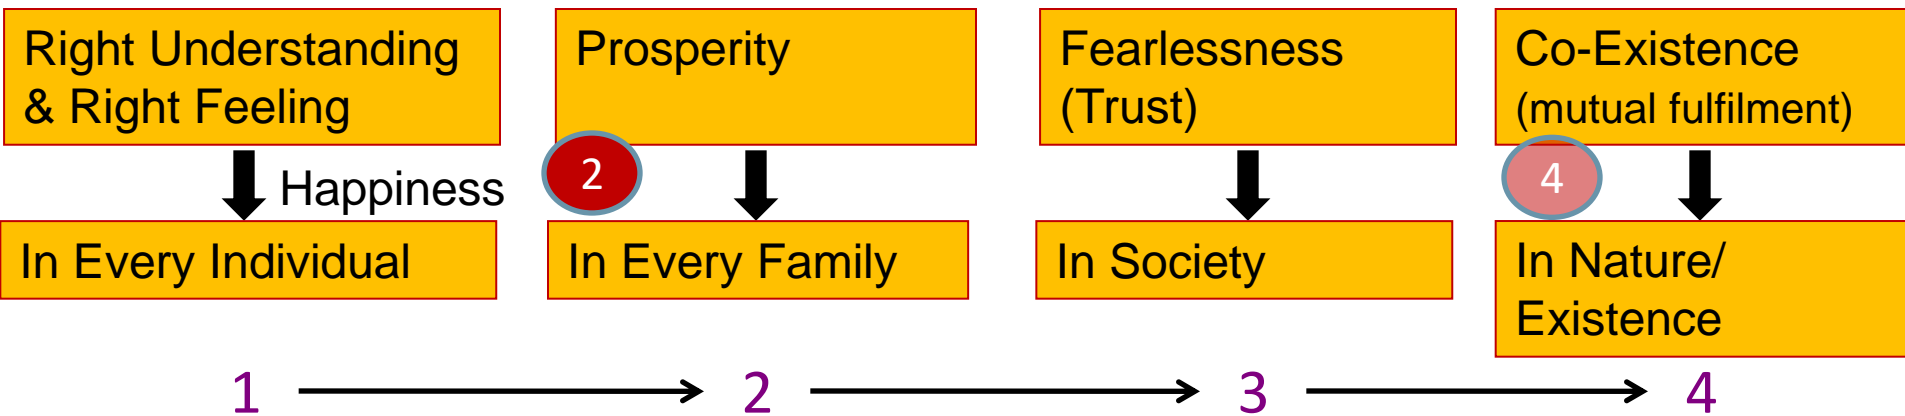 Right Understanding
& Right Feeling
Happiness
In Every Individual
Prosperity
2
In Every Family
Fearlessness
(Trust)
In Society
Co-Existence
(mutual fulfilment)
4
In Nature/
Existence
1
2
3
4